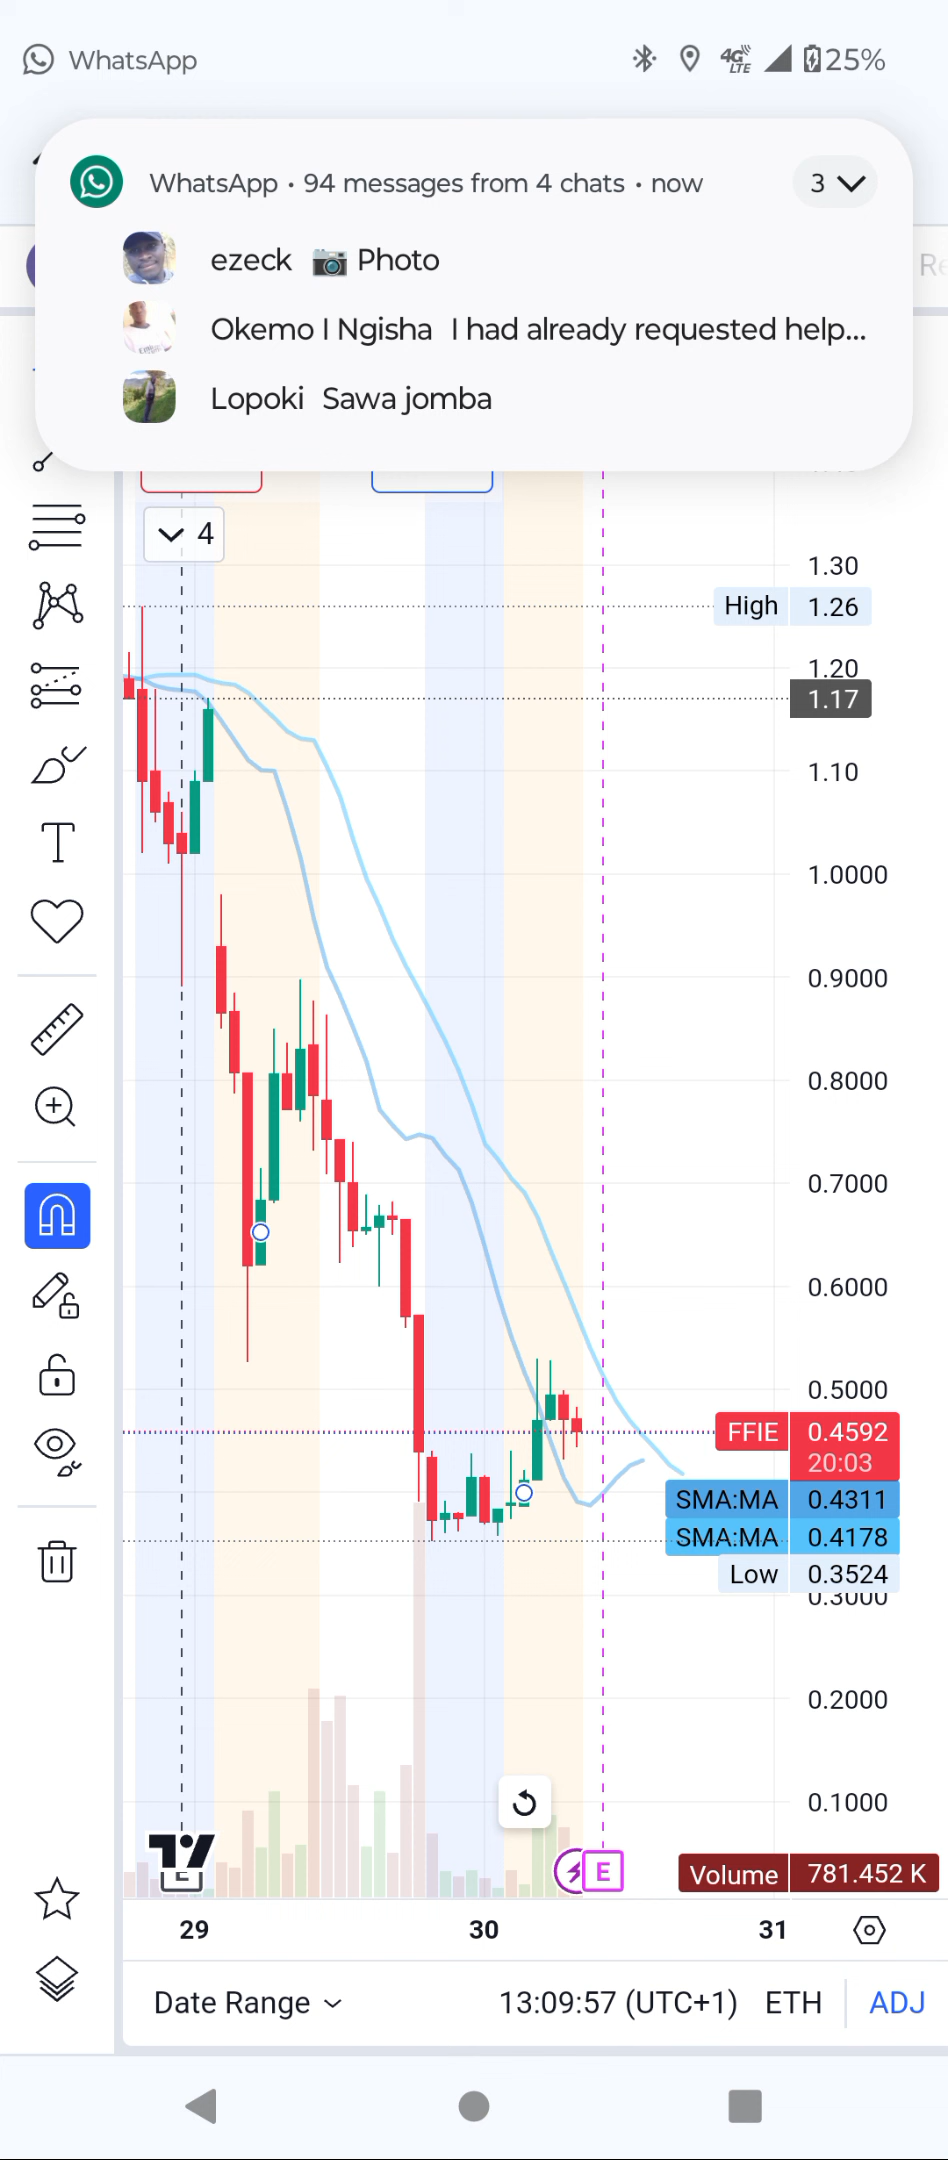 WhatsApp 4G LTE 25%
WhatsApp • 94 messages from 4 chats • now 3
ezeck 📷 Photo
Okemo I Ngisha I had already requested help...
Lopoki Sawa jomba
4
1.30
High 1.26
1.20
1.17
1.10
1.0000
0.9000
0.8000
0.7000
0.6000
0.5000
FFIE 0.4592
20:03
SMA:MA 0.4311
SMA:MA 0.4178
Low 0.3524
0.3000
0.2000
0.1000
E
E
Volume 781.452 K
29 30 31
Date Range 13:09:57 (UTC+1) ETH ADJ